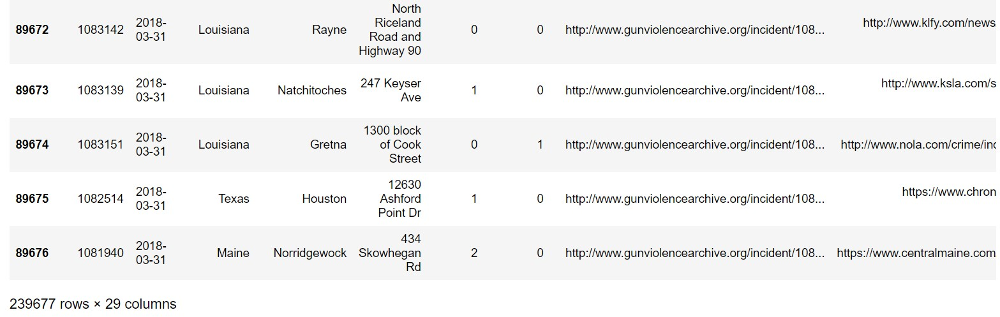 North
Riceland
Road and
Highway 90
89672 1083142 2018-
03-31 Louisiana Rayne 0 0 http://www.gunviolencearchive.org/incident/108... http://www.klfy.com/news
89673 1083139 2018-
03-31 Louisiana Natchitoches 247 Keyser
Ave 1 0 http://www.gunviolencearchive.org/incident/108... http://www.ksla.com/s
89674 1083151 2018-
03-31 Louisiana Gretna 1300 block
of Cook
Street 0 1 http://www.gunviolencearchive.org/incident/108... http://www.nola.com/crime/inc
89675 1082514 2018-
03-31 Texas Houston 12630
Ashford
Point Dr 1 0 http://www.gunviolencearchive.org/incident/108... https://www.chron
89676 1081940 2018-
03-31 Maine Norridgewock 434
Skowhegan
Rd 2 0 http://www.gunviolencearchive.org/incident/108... https://www.centralmaine.com
239677 rows × 29 columns